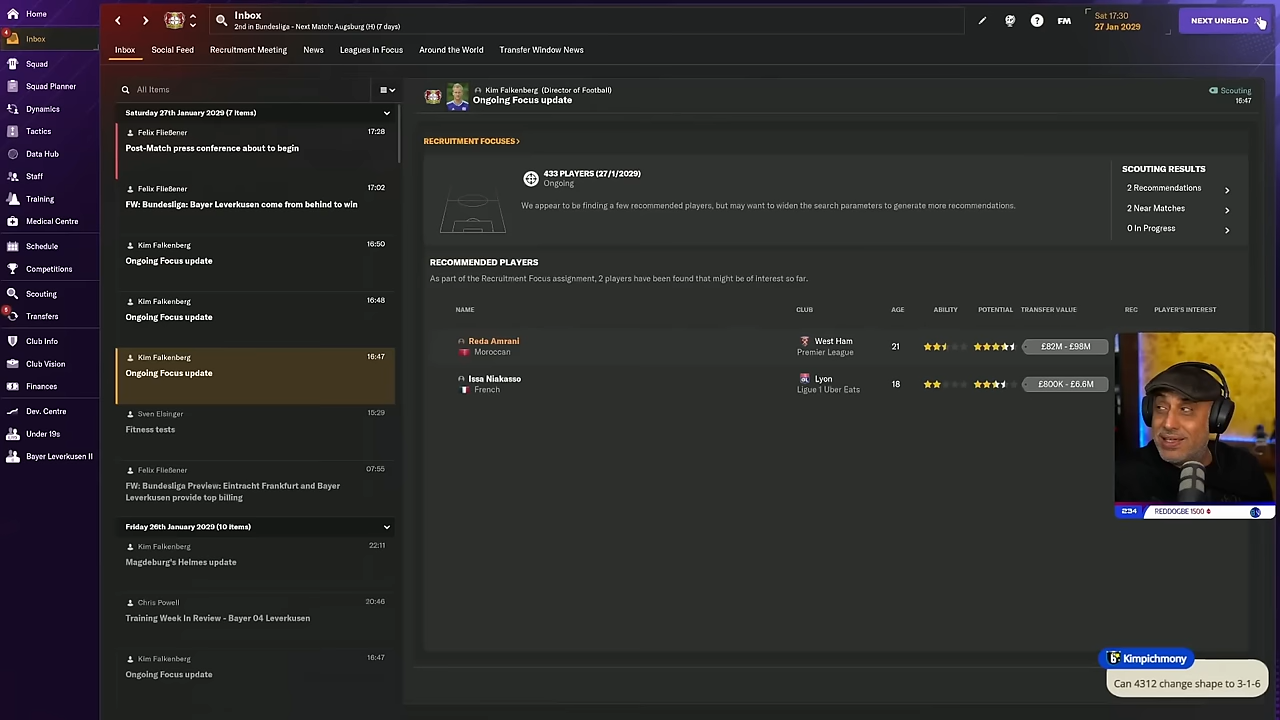 Home
4
Inbox
Squad
Squad Planner
Dynamics
Tactics
Data Hub
Staff
Training
Medical Centre
Schedule
Competitions
Scouting
5
Transfers
Club Info
Club Vision
Finances
Dev. Centre
Under 19s
Bayer Leverkusen II
Inbox
2nd in Bundesliga - Next Match: Augsburg (H) (7 days)
FM
Sat 17:30
27 Jan 2029
NEXT UNREAD
Inbox
Social Feed
Recruitment Meeting
News
Leagues in Focus
Around the World
Transfer Window News
All Items
Saturday 27th January 2029 (7 Items)
Felix Fließener 17:28
Post-Match press conference about to begin
Felix Fließener 17:02
FW: Bundesliga: Bayer Leverkusen come from behind to win
Kim Falkenberg 16:50
Ongoing Focus update
Kim Falkenberg 16:48
Ongoing Focus update
Kim Falkenberg 16:47
Ongoing Focus update
Sven Elsinger 15:29
Fitness tests
Felix Fließener 07:55
FW: Bundesliga Preview: Eintracht Frankfurt and Bayer
Leverkusen provide top billing
Friday 26th January 2029 (10 Items)
Kim Falkenberg 22:11
Magdeburg's Helmes update
Chris Powell 20:46
Training Week In Review - Bayer 04 Leverkusen
Kim Falkenberg 16:47
Ongoing Focus update
Kim Falkenberg (Director of Football)
Ongoing Focus update
Scouting
16:47
RECRUITMENT FOCUSES>
433 PLAYERS (27/1/2029)
Ongoing
We appear to be finding a few recommended players, but may want to widen the search parameters to generate more recommendations.
SCOUTING RESULTS
2 Recommendations
2 Near Matches
0 In Progress
RECOMMENDED PLAYERS
As part of the Recruitment Focus assignment, 2 players have been found that might be of interest so far.
NAME CLUB AGE ABILITY POTENTIAL TRANSFER VALUE REC PLAYER'S INTEREST
Reda Amrani West Ham 21 £82M - £98M
Moroccan Premier League
Issa Niakasso Lyon 18 £800K - £6.6M
French Ligue 1 Uber Eats
234 REDDOGBE 1500
Kimpichmony
Can 4312 change shape to 3-1-6